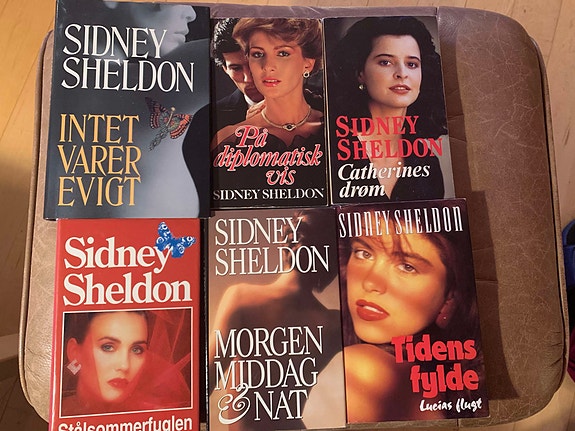 SIDNEY
SHELDON
INTET
VARER
EVIGT
På
diplomatisk
vis
SIDNEY SHELDON
SIDNEY
SHELDON
Catherines
drøm
Sidney
Sheldon
Stålsommerfuglen
SIDNEY
SHELDON
MORGEN
MIDDAG
& NAT
SIDNEY SHELDON
Tidens
fylde
Lucias flugt